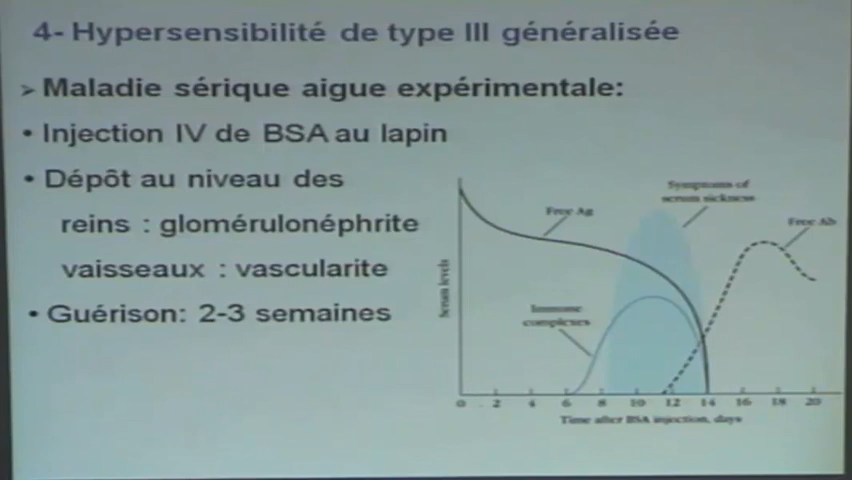 4- Hypersensibilité de type III généralisée
➢ Maladie sérique aigue expérimentale:
• Injection IV de BSA au lapin
• Dépôt au niveau des
reins : glomérulonéphrite
vaisseaux : vascularite
• Guérison: 2-3 semaines
Symptoms of
serum sickness
Free Ag
Free Ab
Serum levels
Immune
complexes
0 2 4 6 8 10 12 14 16 18 20
Time after BSA injection, days